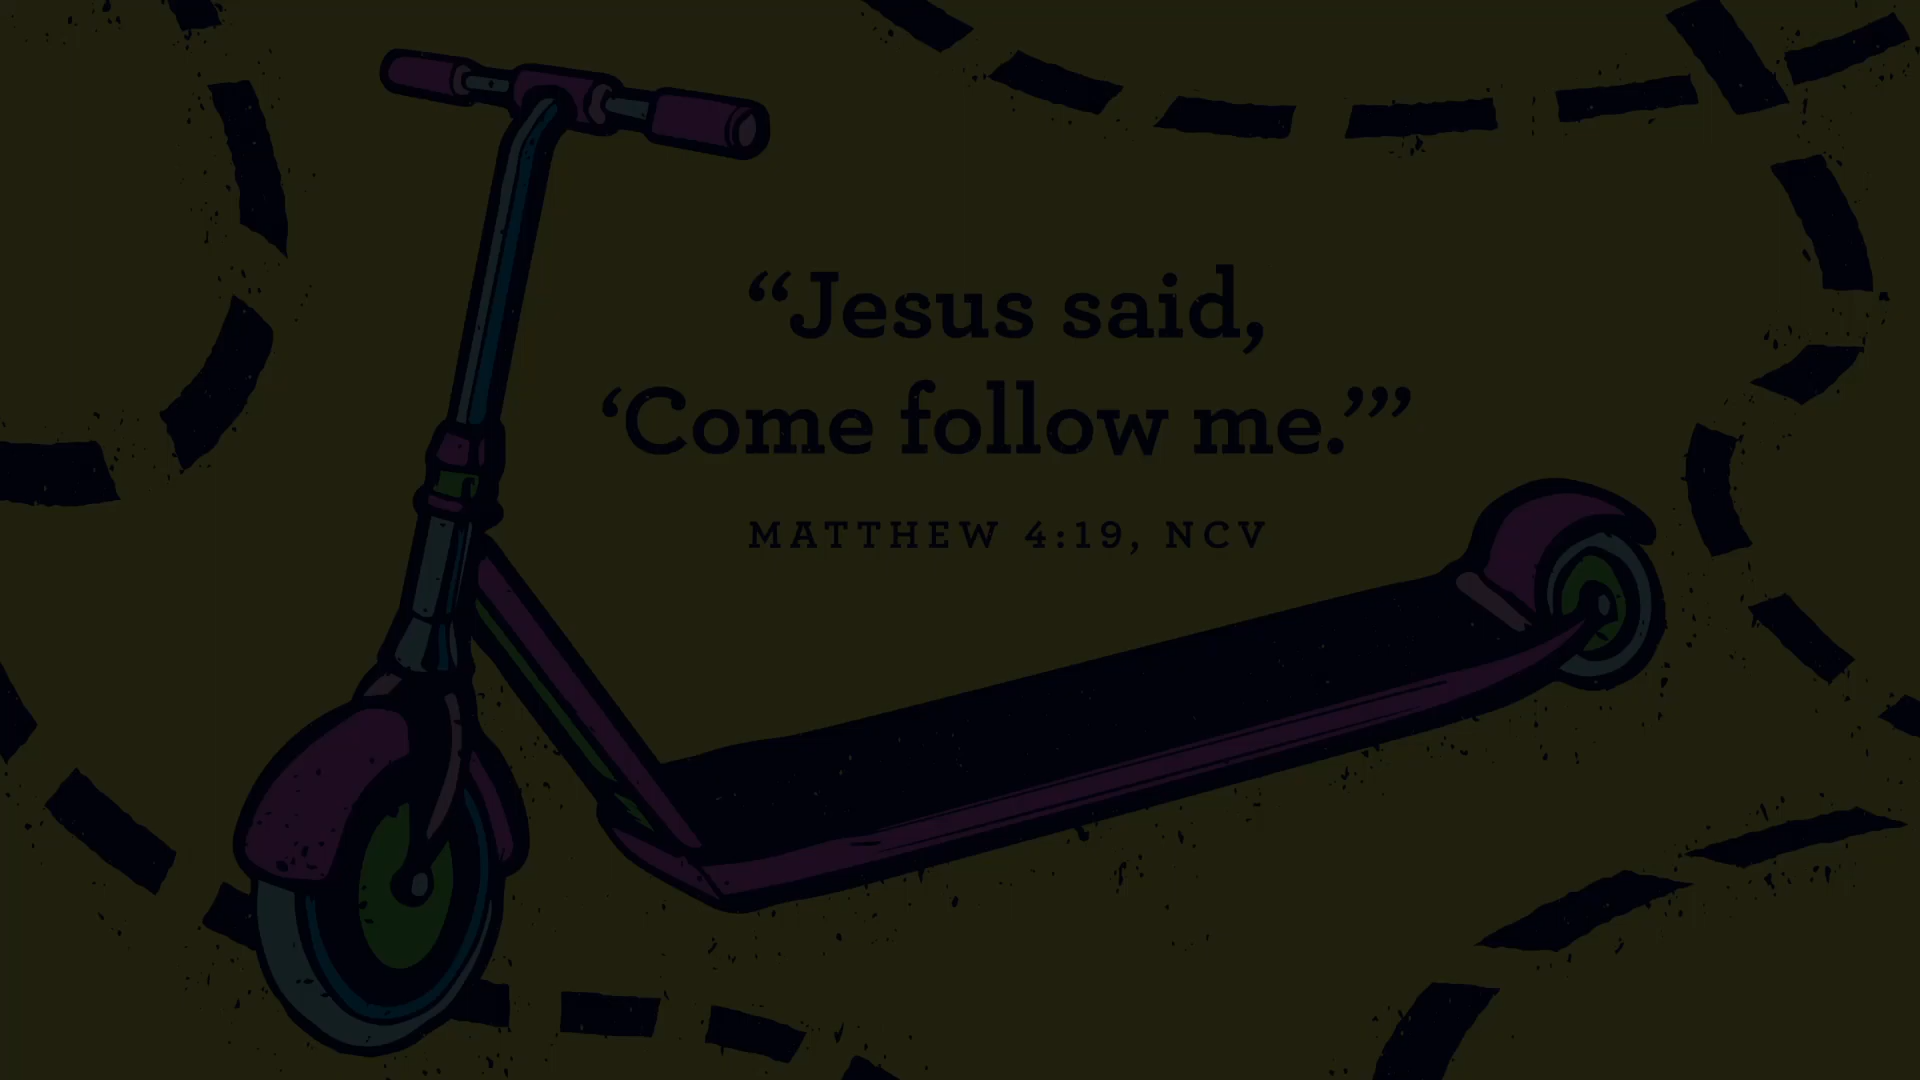 “Jesus said,
‘Come follow me.’”
MATTHEW 4:19, NCV